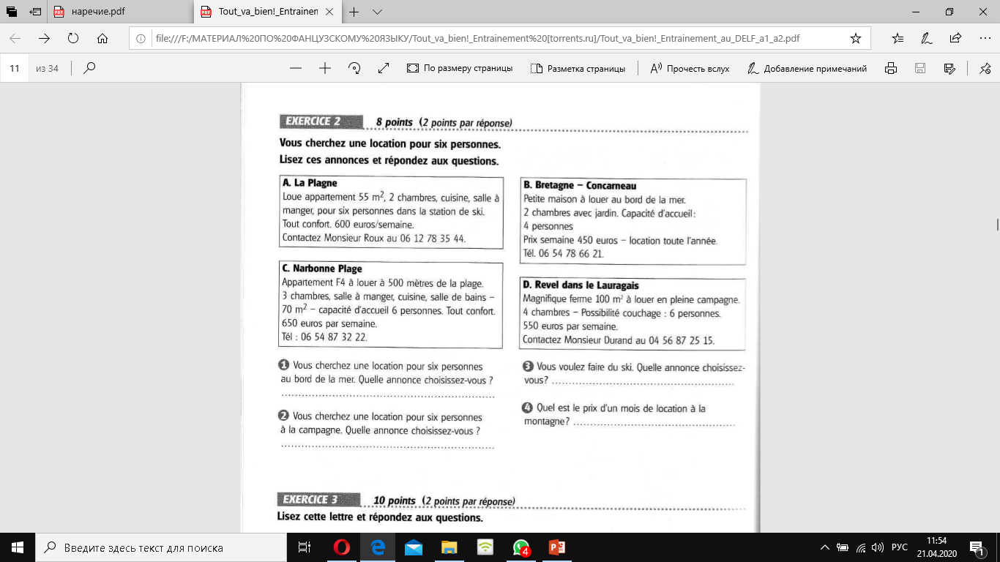 наречие.pdf
Tout_va_bien!_Entrainen
file:///F:/МАТЕРИАЛ%20ПО%20ФАНЦУЗСКОМУ%20ЯЗЫКУ/Tout_va_bien!_Entrainement%20[torrents.ru]/Tout_va_bien!_Entrainement_au_DELF_a1_a2.pdf
11 из 34
По размеру страницы
Разметка страницы
Прочесть вслух
Добавление примечаний
EXERCICE 2 8 points (2 points par réponse)
Vous cherchez une location pour six personnes.
Lisez ces annonces et répondez aux questions.
A. La Plagne
Loue appartement 55 m², 2 chambres, cuisine, salle à
manger, pour six personnes dans la station de ski.
Tout confort. 600 euros/semaine.
Contactez Monsieur Roux au 06 12 78 35 44.
B. Bretagne – Concarneau
Petite maison à louer au bord de la mer.
2 chambres avec jardin. Capacité d'accueil :
4 personnes
Prix semaine 450 euros – location toute l'année.
Tél. 06 54 78 66 21.
C. Narbonne Plage
Appartement F4 à louer à 500 mètres de la plage.
3 chambres, salle à manger, cuisine, salle de bains –
70 m² – capacité d'accueil 6 personnes. Tout confort.
650 euros par semaine.
Tél : 06 54 87 32 22.
D. Revel dans le Lauragais
Magnifique ferme 100 m² à louer en pleine campagne.
4 chambres – Possibilité couchage : 6 personnes.
550 euros par semaine.
Contactez Monsieur Durand au 04 56 87 25 15.
1 Vous cherchez une location pour six personnes
au bord de la mer. Quelle annonce choisissez-vous ?
2 Vous cherchez une location pour six personnes
à la campagne. Quelle annonce choisissez-vous ?
3 Vous voulez faire du ski. Quelle annonce choisissez-
vous?
4 Quel est le prix d'un mois de location à la
montagne?
EXERCICE 3 10 points (2 points par réponse)
Lisez cette lettre et répondez aux questions.
Введите здесь текст для поиска
4
РУС
11:54
21.04.2020
1